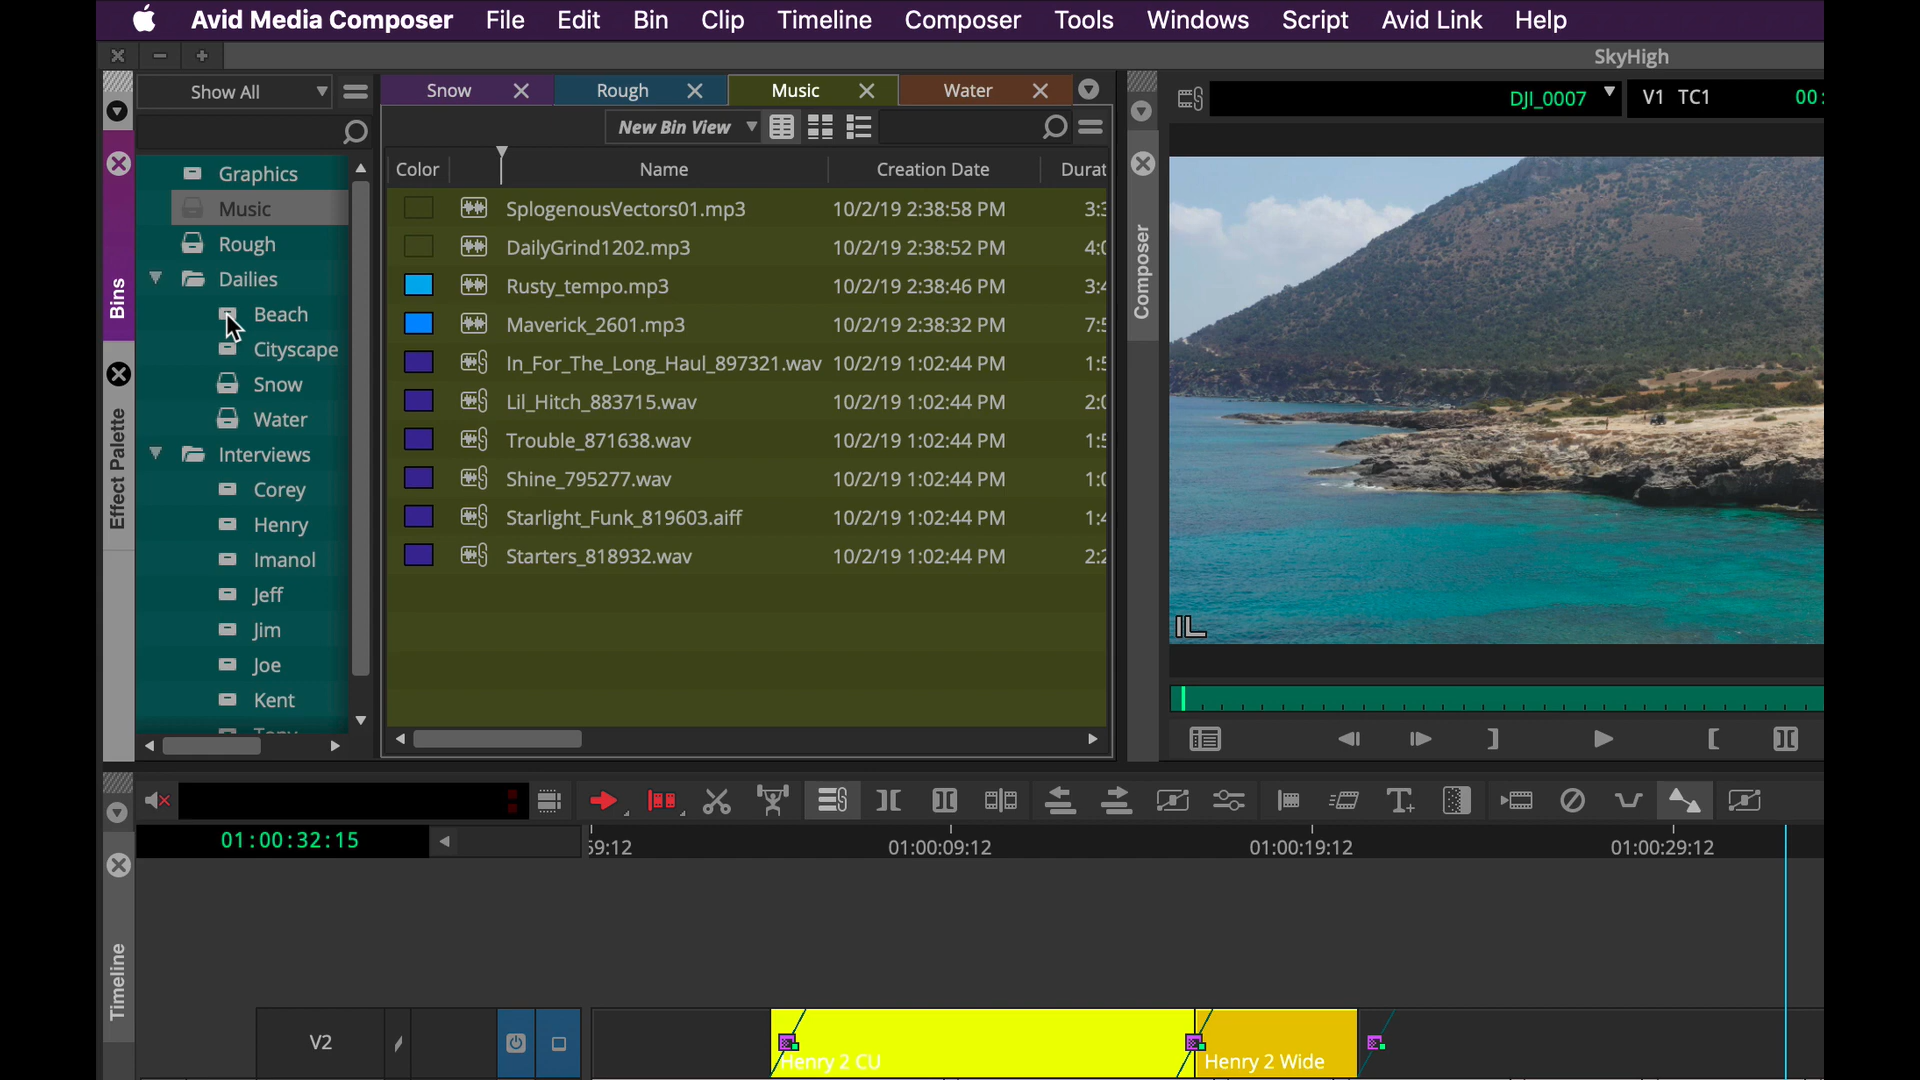 Avid Media Composer File Edit Bin Clip Timeline Composer Tools Windows Script Avid Link Help
SkyHigh
Show All
Snow Rough Music Water
DJI_0007 V1 TC1 00:
New Bin View
Color Name Creation Date Durat
Bins
Effect Palette
Graphics
Music
Rough
Dailies
Beach
Cityscape
Snow
Water
Interviews
Corey
Henry
Imanol
Jeff
Jim
Joe
Kent
SplogenousVectors01.mp3 10/2/19 2:38:58 PM
DailyGrind1202.mp3 10/2/19 2:38:52 PM
Rusty_tempo.mp3 10/2/19 2:38:46 PM
Maverick_2601.mp3 10/2/19 2:38:32 PM
In_For_The_Long_Haul_897321.wav 10/2/19 1:02:44 PM
Lil_Hitch_883715.wav 10/2/19 1:02:44 PM
Trouble_871638.wav 10/2/19 1:02:44 PM
Shine_795277.wav 10/2/19 1:02:44 PM
Starlight_Funk_819603.aiff 10/2/19 1:02:44 PM
Starters_818932.wav 10/2/19 1:02:44 PM
Composer
01:00:32:15
59:12 01:00:09:12 01:00:19:12 01:00:29:12
Timeline
V2
Henry 2 CU
Henry 2 Wide